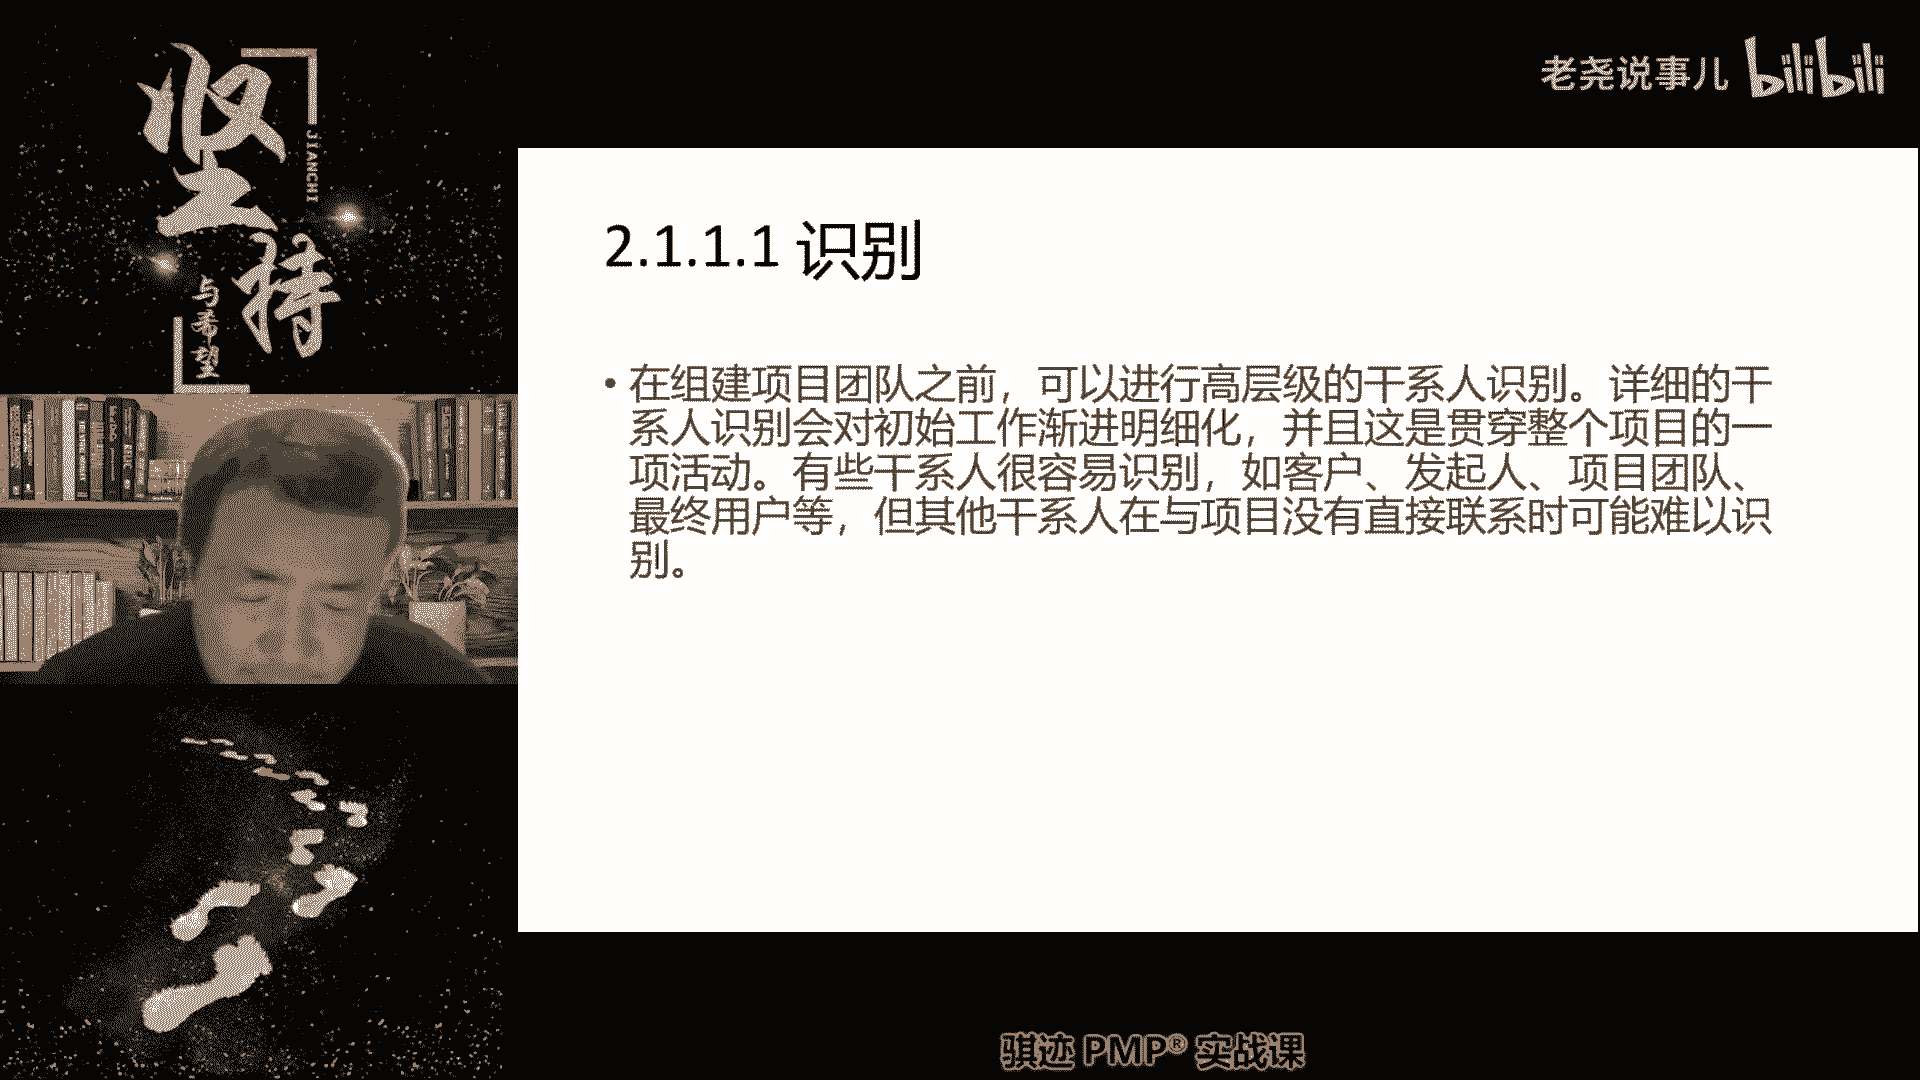 坚持
JIANCHI
与希望
老尧说事儿 bilibili
2.1.1.1 识别
• 在组建项目团队之前，可以进行高层级的干系人识别。详细的干
系人识别会对初始工作渐进明细化，并且这是贯穿整个项目的一
项活动。有些干系人很容易识别，如客户、发起人、项目团队、
最终用户等，但其他干系人在与项目没有直接联系时可能难以识
别。
骐迹 PMP® 实战课